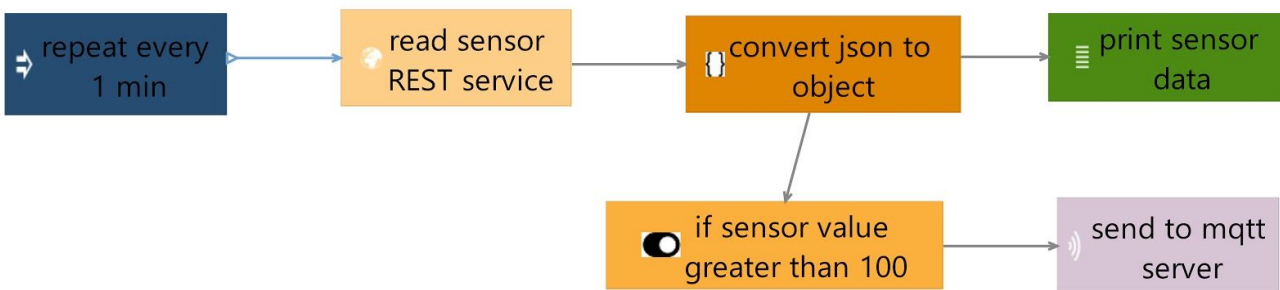 repeat every
1 min
read sensor
REST service
{}
convert json to
object
print sensor
data
if sensor value
greater than 100
send to mqtt
server